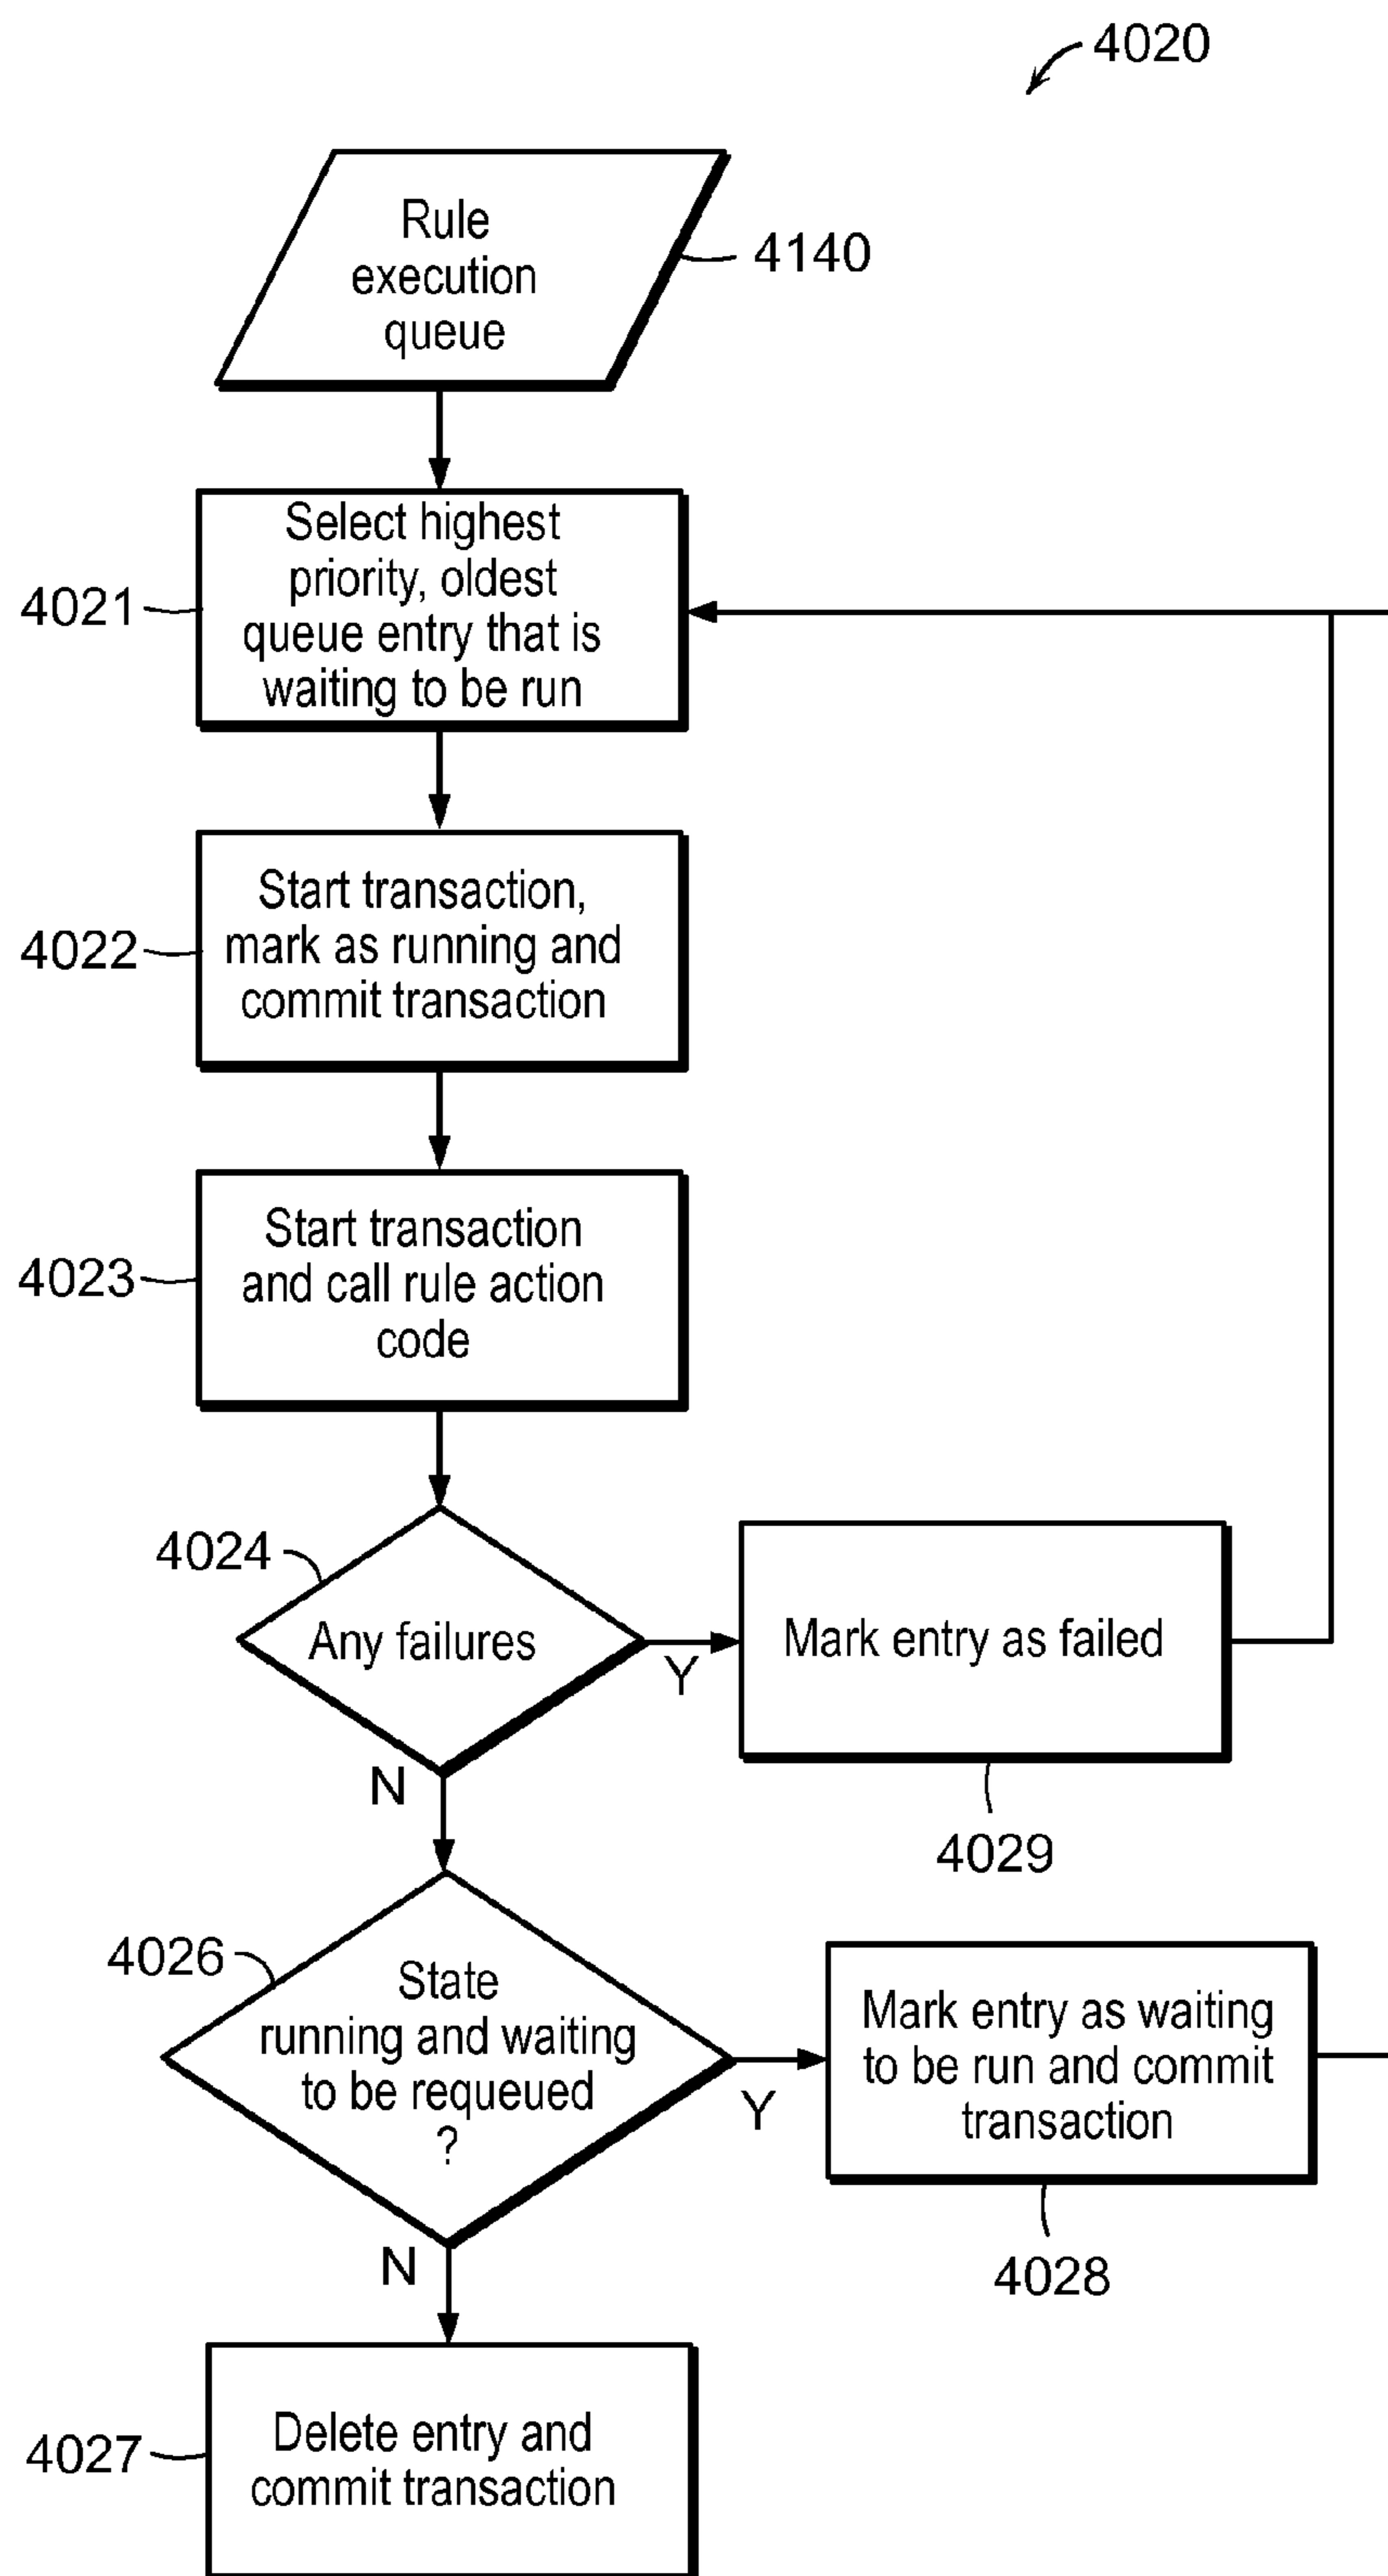 4020
Rule
execution
queue
4140
Select highest
priority, oldest
queue entry that is
waiting to be run
4021
Start transaction,
mark as running and
commit transaction
4022
Start transaction
and call rule action
code
4023
4024
Any failures
Y
Mark entry as failed
4029
N
4026
State
running and waiting
to be requeued
?
Y
Mark entry as waiting
to be run and commit
transaction
4028
N
Delete entry and
commit transaction
4027